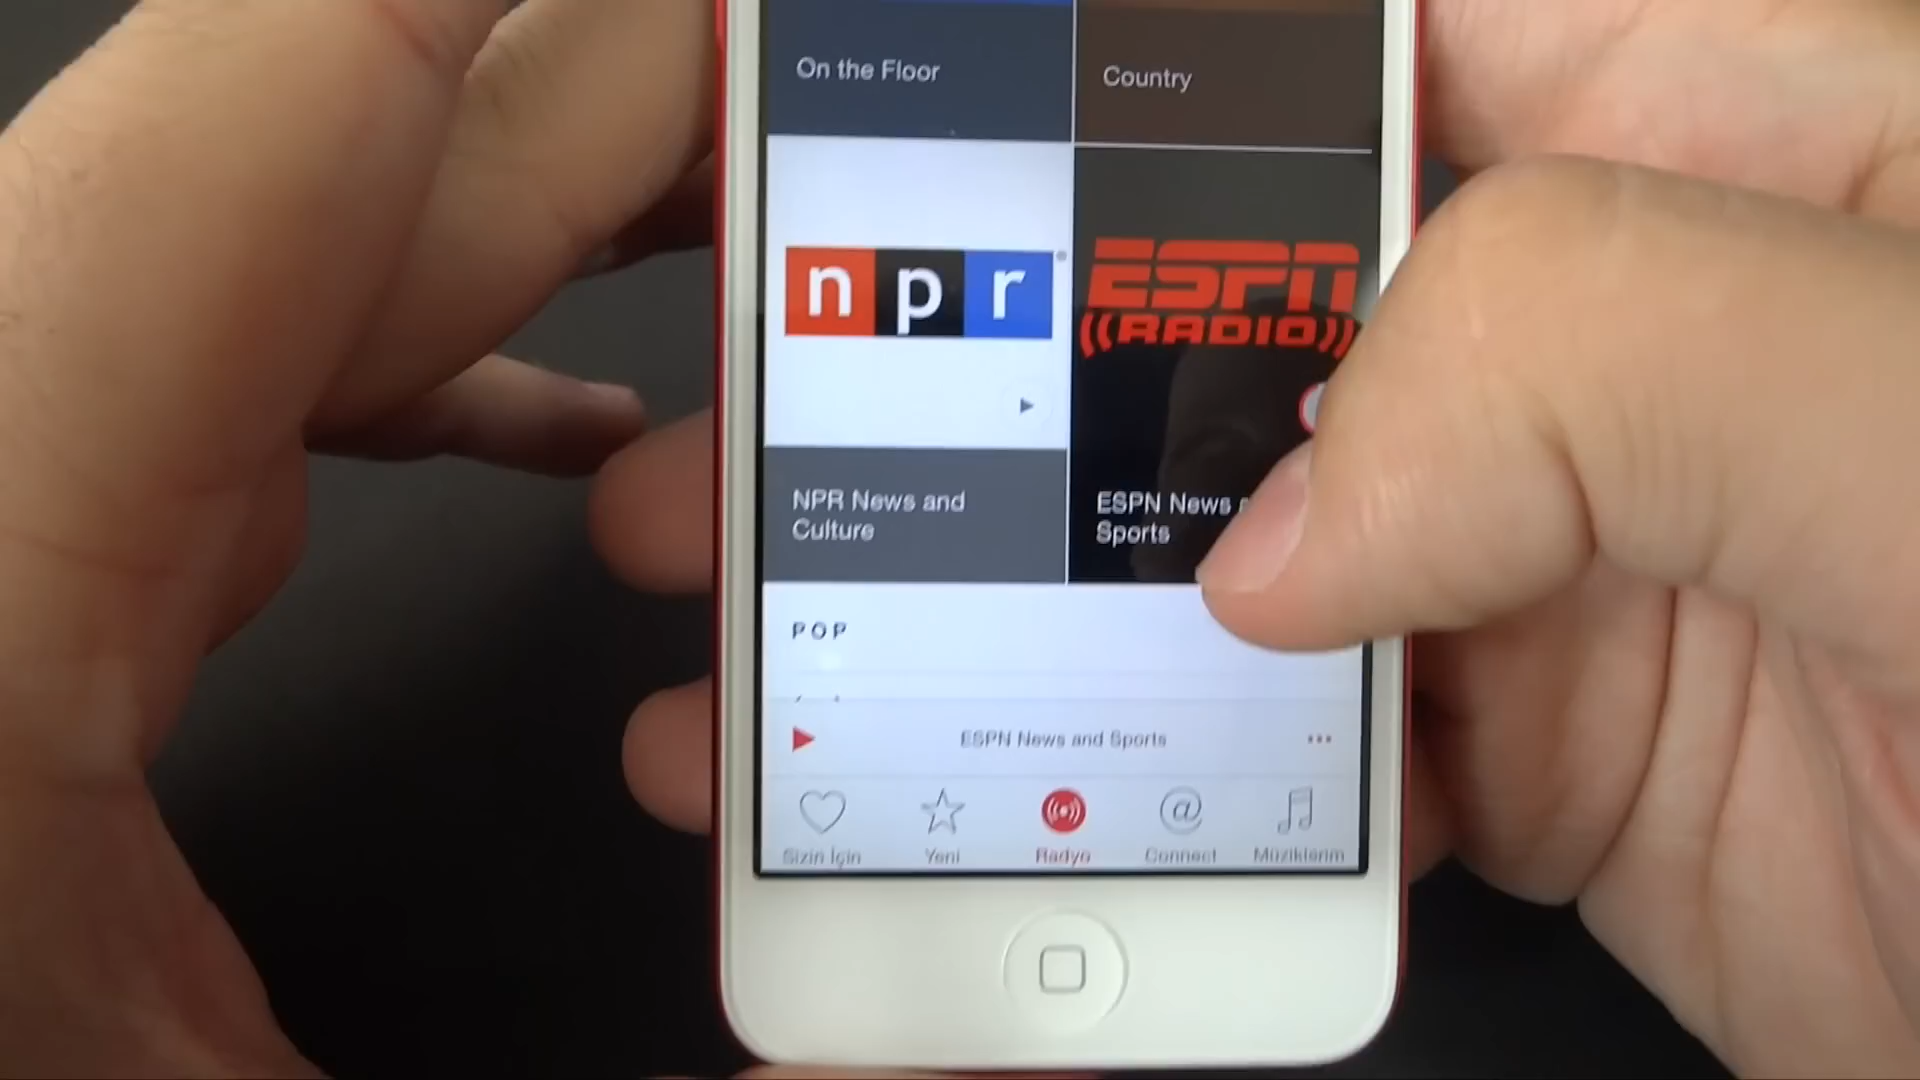 On the Floor
Country
npr
ESPN
RADIO
NPR News and
Culture
ESPN News
Sports
POP
ESPN News and Sports
Sizin İçin
Yeni
Radyo
Connect
Müziklerim